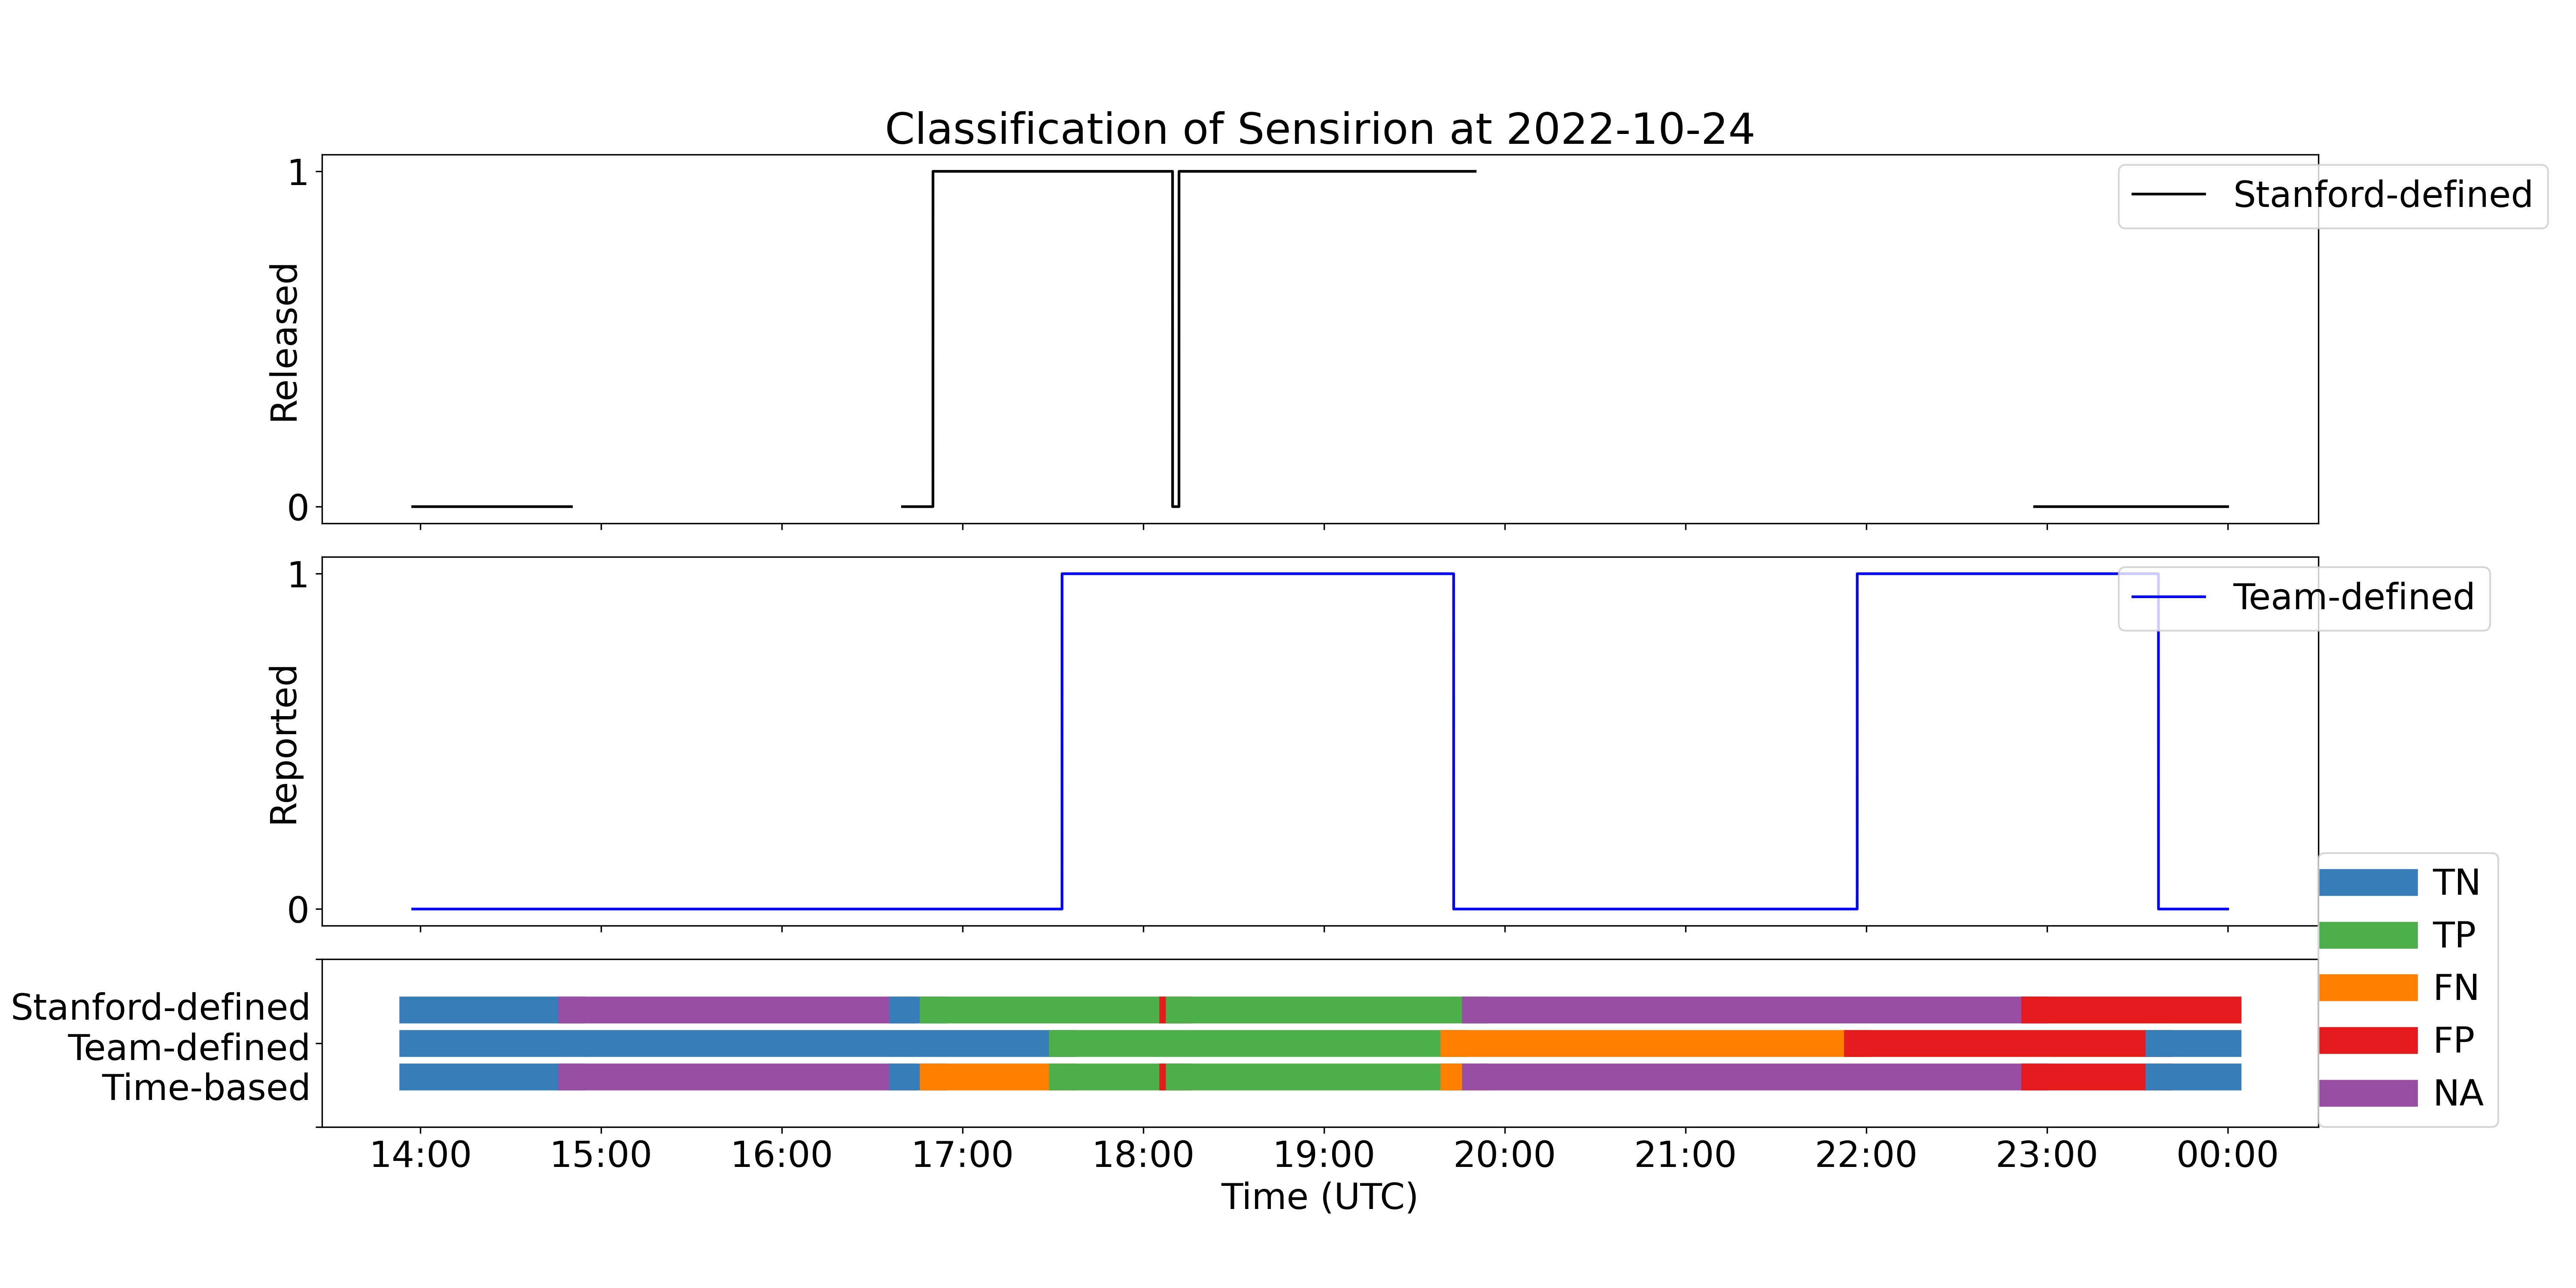 Classification of Sensirion at 2022-10-24
1
Released
0
Stanford-defined
1
Reported
0
Team-defined
TN
TP
FN
FP
NA
Stanford-defined
Team-defined
Time-based
14:00 15:00 16:00 17:00 18:00 19:00 20:00 21:00 22:00 23:00 00:00
Time (UTC)